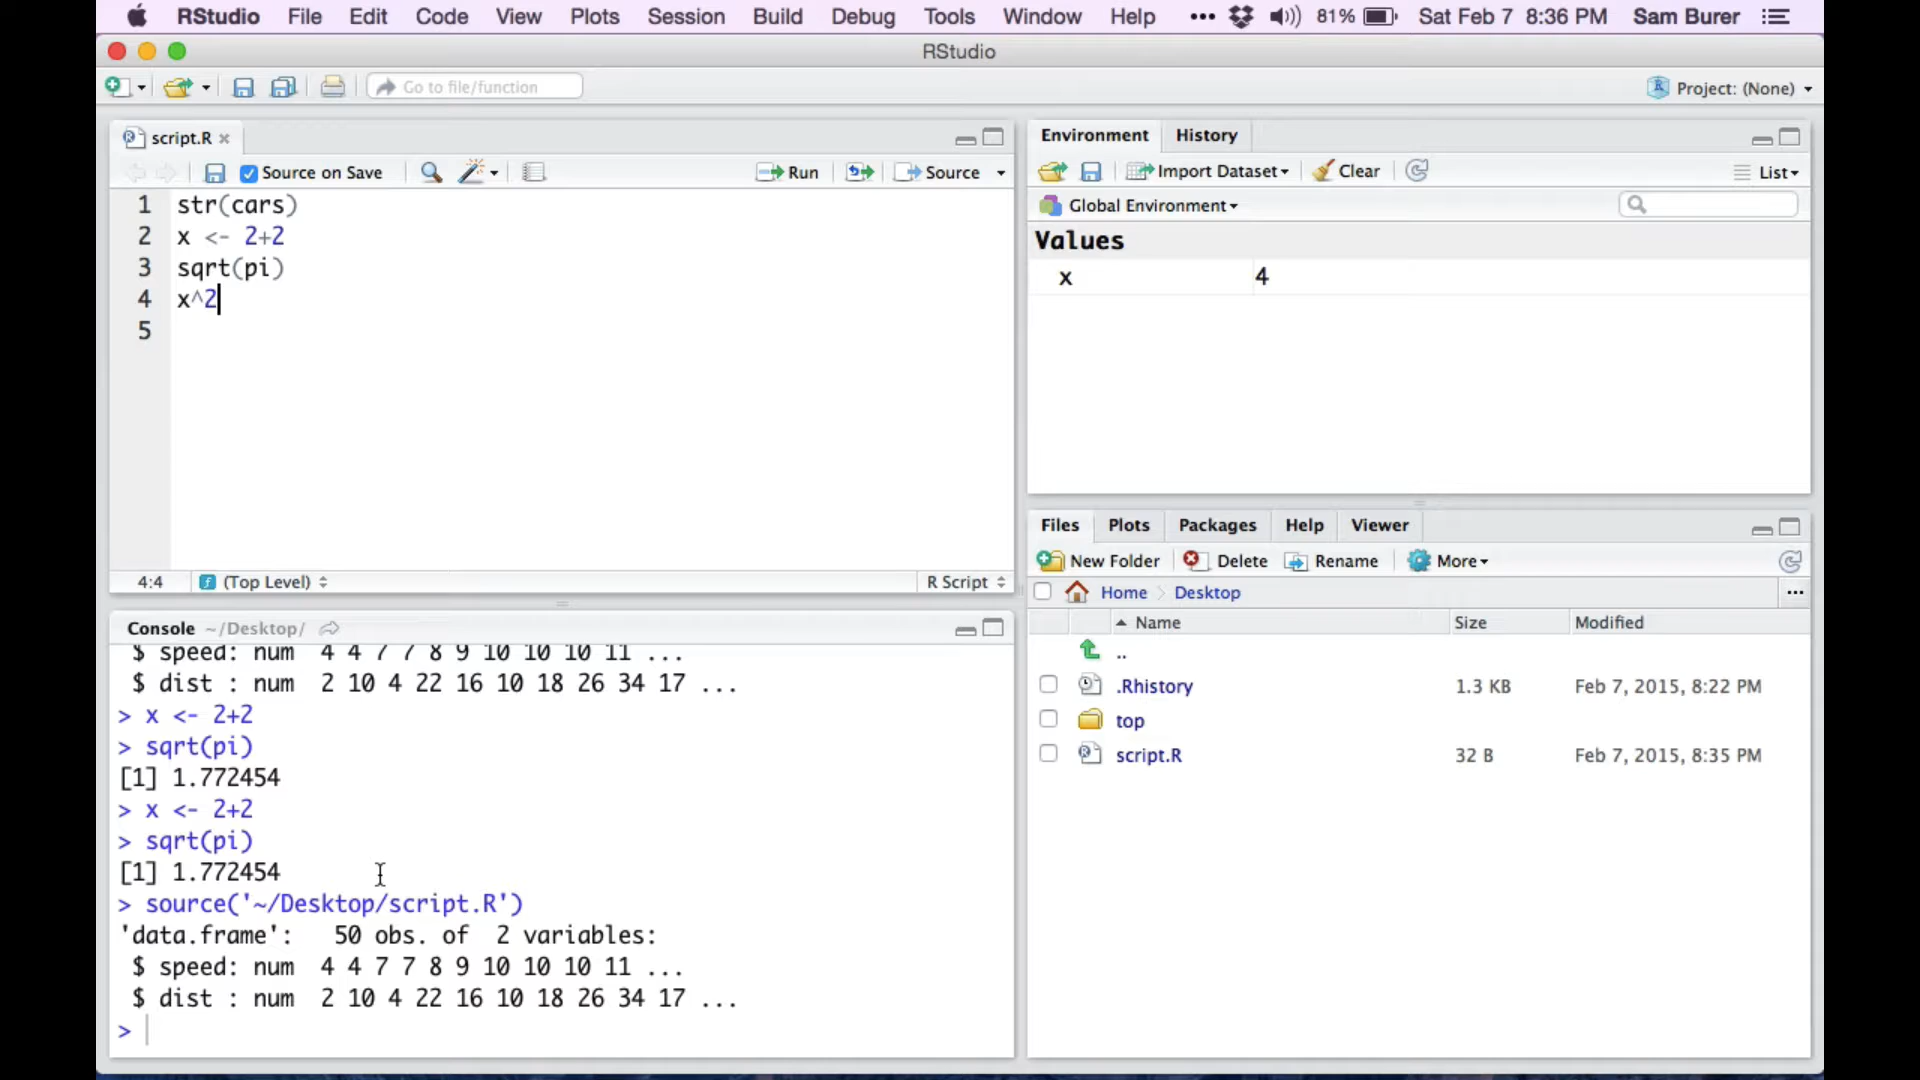 RStudio File Edit Code View Plots Session Build Debug Tools Window Help ••• 81% Sat Feb 7 8:36 PM Sam Burer
RStudio
Go to file/function
Project: (None)
script.R
Source on Save
Run
Source
1 str(cars)
2 x <- 2+2
3 sqrt(pi)
4 x^2
5
4:4 (Top Level) R Script
Console ~/Desktop/
$ speed: num 4 4 7 7 8 9 10 10 10 11 ...
$ dist : num 2 10 4 22 16 10 18 26 34 17 ...
> x <- 2+2
> sqrt(pi)
[1] 1.772454
> x <- 2+2
> sqrt(pi)
[1] 1.772454
> source('~/Desktop/script.R')
'data.frame': 50 obs. of 2 variables:
$ speed: num 4 4 7 7 8 9 10 10 10 11 ...
$ dist : num 2 10 4 22 16 10 18 26 34 17 ...
>
Environment History
Import Dataset Clear List
Global Environment
Values
x 4
Files Plots Packages Help Viewer
New Folder Delete Rename More
Home Desktop ...
Name Size Modified
..
.Rhistory 1.3 KB Feb 7, 2015, 8:22 PM
top
script.R 32 B Feb 7, 2015, 8:35 PM